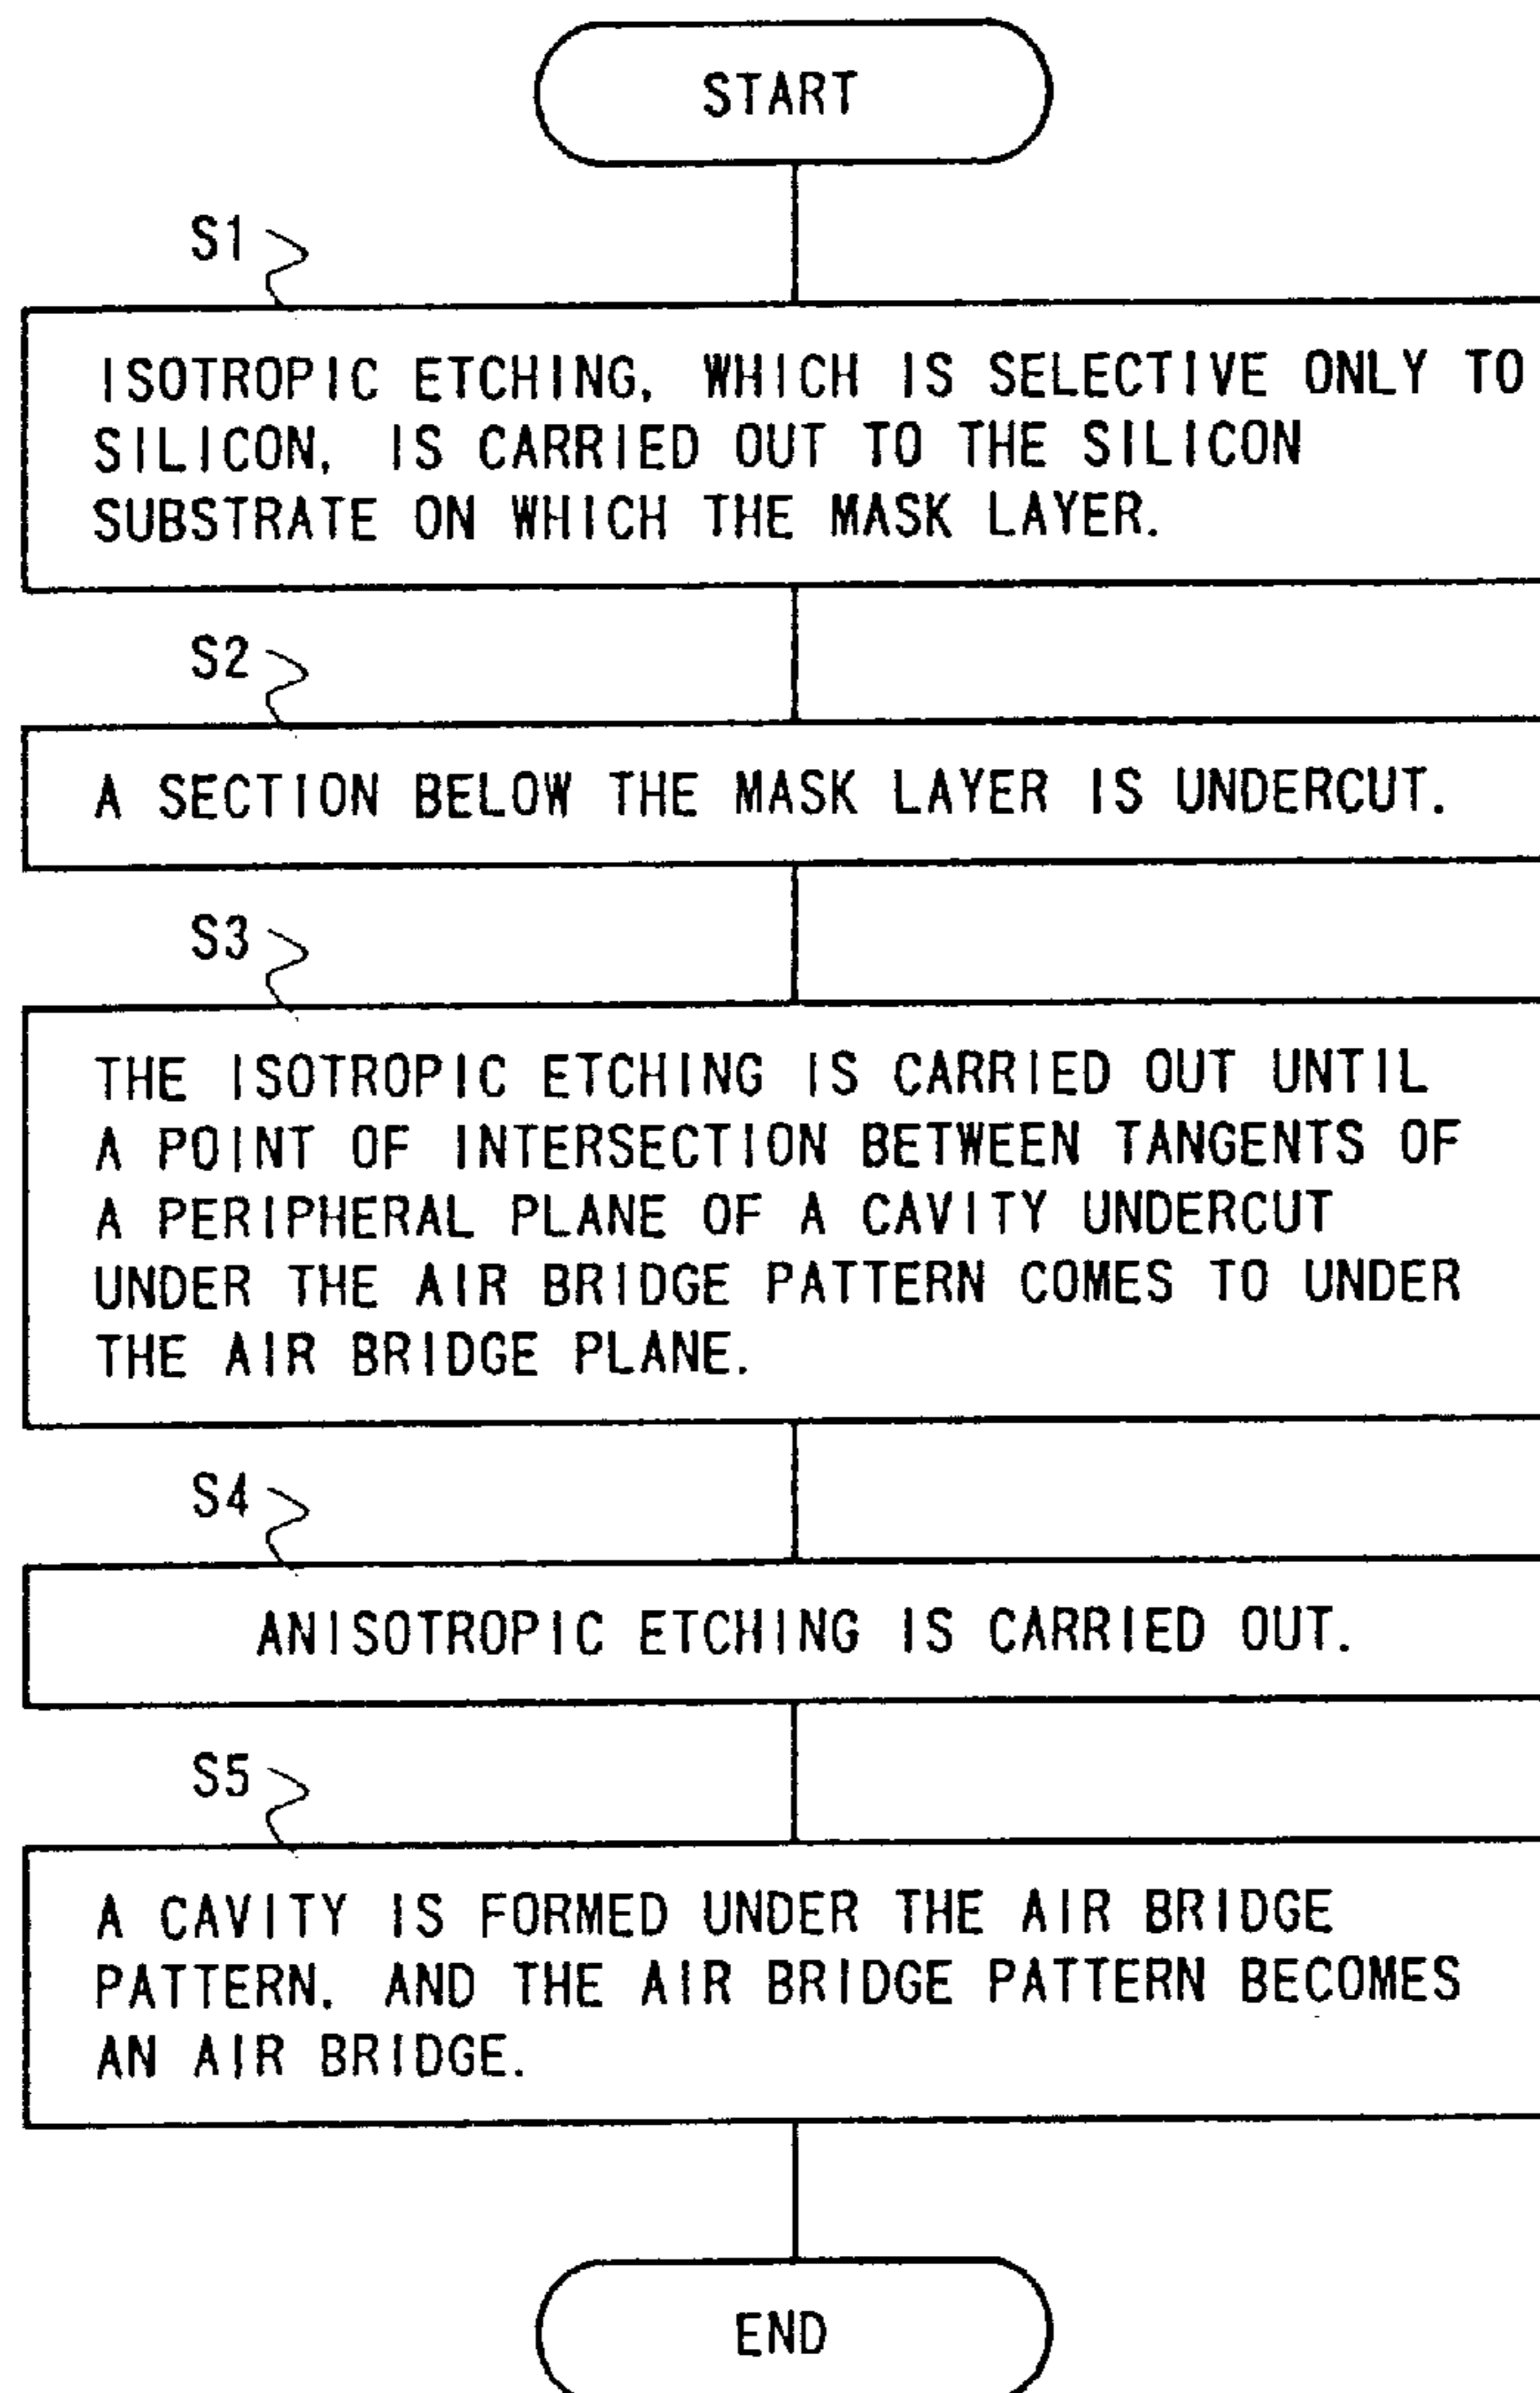 START
S1
ISOTROPIC ETCHING, WHICH IS SELECTIVE ONLY TO
SILICON, IS CARRIED OUT TO THE SILICON
SUBSTRATE ON WHICH THE MASK LAYER.
S2
A SECTION BELOW THE MASK LAYER IS UNDERCUT.
S3
THE ISOTROPIC ETCHING IS CARRIED OUT UNTIL
A POINT OF INTERSECTION BETWEEN TANGENTS OF
A PERIPHERAL PLANE OF A CAVITY UNDERCUT
UNDER THE AIR BRIDGE PATTERN COMES TO UNDER
THE AIR BRIDGE PLANE.
S4
ANISOTROPIC ETCHING IS CARRIED OUT.
S5
A CAVITY IS FORMED UNDER THE AIR BRIDGE
PATTERN, AND THE AIR BRIDGE PATTERN BECOMES
AN AIR BRIDGE.
END